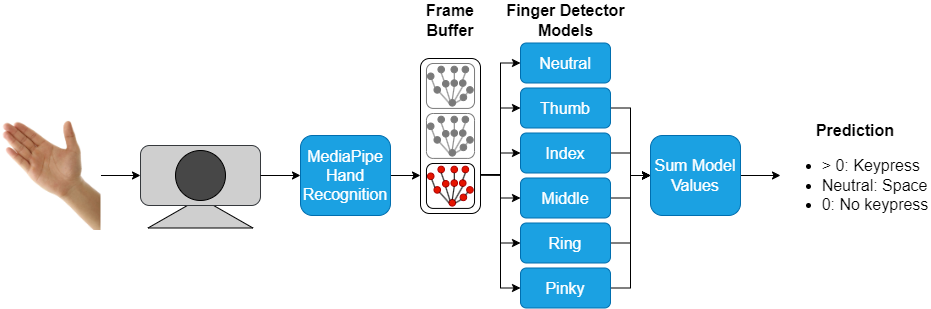 Frame
Buffer
Finger Detector
Models
MediaPipe
Hand
Recognition
Neutral
Thumb
Index
Middle
Ring
Pinky
Sum Model
Values
Prediction
• > 0: Keypress
• Neutral: Space
• 0: No keypress